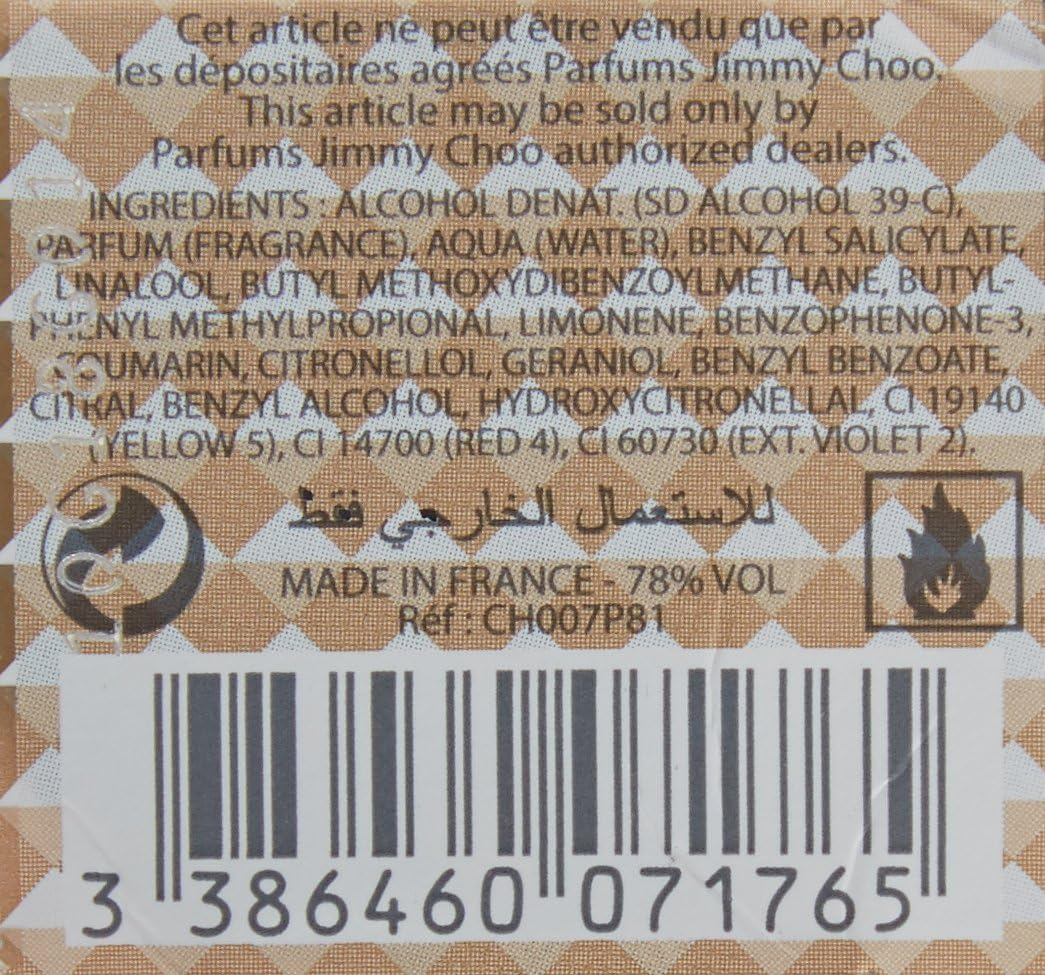 Cet article ne peut être vendu que par
les dépositaires agréés Parfums Jimmy Choo.
This article may be sold only by
Parfums Jimmy Choo authorized dealers.
INGREDIENTS : ALCOHOL DENAT. (SD ALCOHOL 39-C),
PARFUM (FRAGRANCE), AQUA (WATER), BENZYL SALICYLATE,
LINALOOL, BUTYL METHOXYDIBENZOYLMETHANE, BUTYL-
PHENYL METHYLPROPIONAL, LIMONENE, BENZOPHENONE-3,
COUMARIN, CITRONELLOL, GERANIOL, BENZYL BENZOATE,
CITRAL, BENZYL ALCOHOL, HYDROXYCITRONELLAL, CI 19140
(YELLOW 5), CI 14700 (RED 4), CI 60730 (EXT. VIOLET 2).
للاستعمال الخارجي فقط
MADE IN FRANCE - 78% VOL
Réf : CH007P81
3 386460 071765